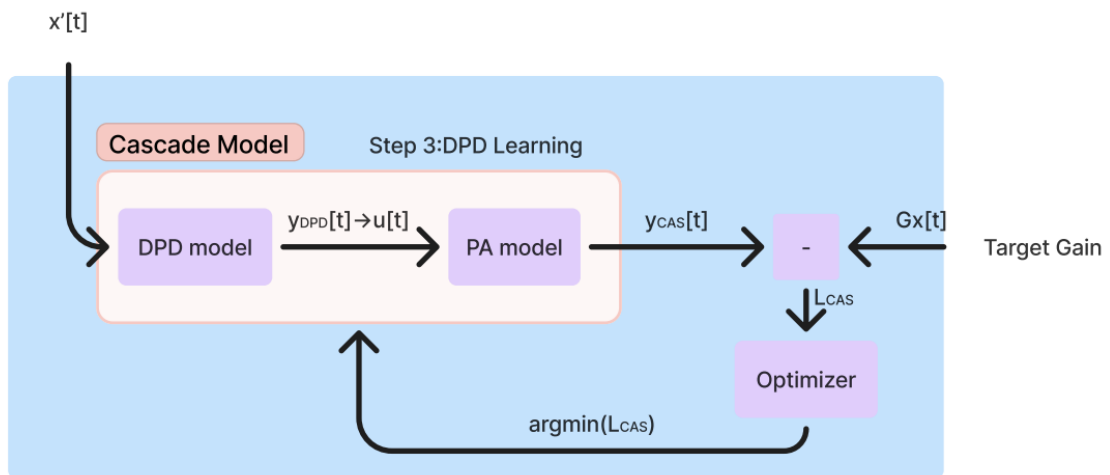 x'[t]
Cascade Model
Step 3:DPD Learning
DPD model
yDPD[t]→u[t]
PA model
yCAS[t]
-
Gx[t]
Target Gain
LCAS
Optimizer
argmin(LCAS)